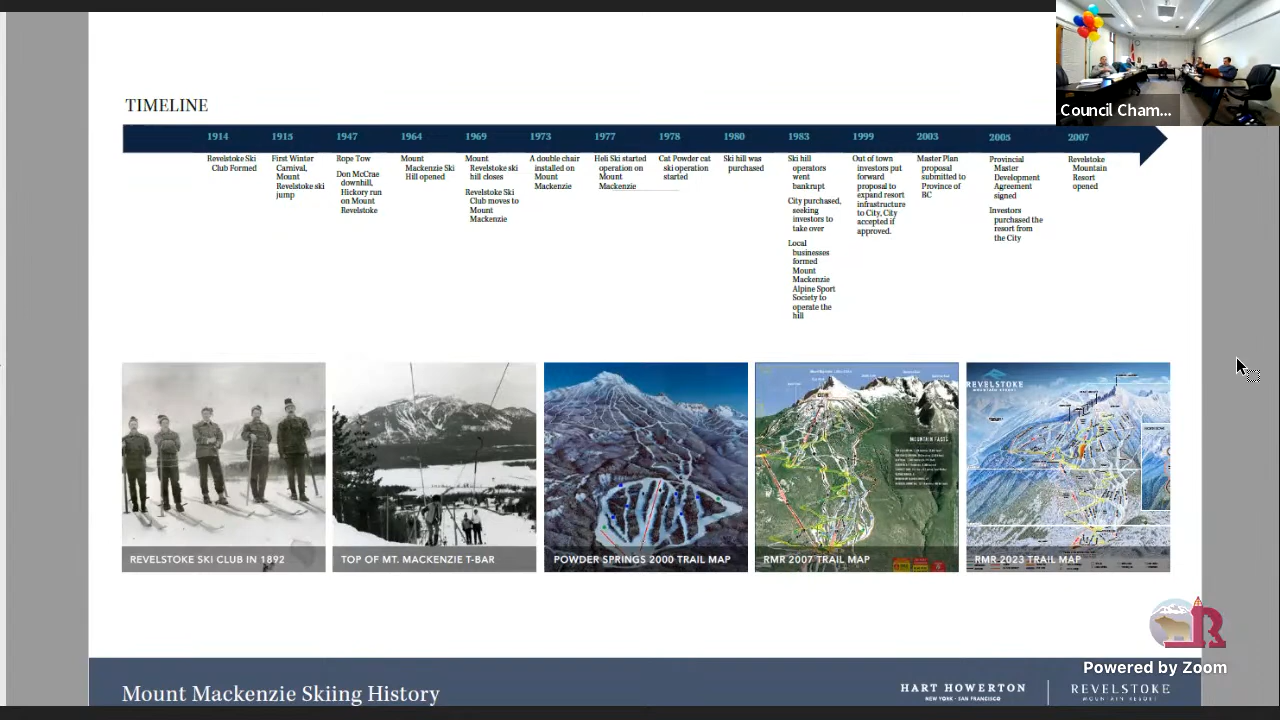 Council Cham...
TIMELINE
1914
Revelstoke Ski
Club Formed
1915
First Winter
Carnival,
Mount
Revelstoke ski
jump
1947
Rope Tow
Don McCrae
downhill,
Hickory run
on Mount
Revelstoke
1964
Mount
Mackenzie Ski
Hill opened
1969
Mount
Revelstoke ski
hill closes
Revelstoke Ski
Club moves to
Mount
Mackenzie
1973
A double chair
installed on
Mount
Mackenzie
1977
Heli Ski started
operation on
Mount
Mackenzie
1978
Cat Powder cat
ski operation
started
1980
Ski hill was
purchased
1983
Ski hill
operators
went
bankrupt
City purchased,
seeking
investors to
take over
Local
businesses
formed
Mount
Mackenzie
Alpine Sport
Society to
operate the
hill
1999
Out of town
investors put
forward
proposal to
expand resort
infrastructure
to City, City
accepted if
approved.
2003
Master Plan
proposal
submitted to
Province of
BC
2005
Provincial
Master
Development
Agreement
signed
Investors
purchased the
resort from
the City
2007
Revelstoke
Mountain
Resort
opened
REVELSTOKE SKI CLUB IN 1892
TOP OF MT. MACKENZIE T-BAR
POWDER SPRINGS 2000 TRAIL MAP
MOUNTAIN FACTS
RMR 2007 TRAIL MAP
REVELSTOKE
RMR 2023 TRAIL MAP
R
Powered by Zoom
Mount Mackenzie Skiing History
HART HOWERTON
NEW YORK · SAN FRANCISCO
REVELSTOKE
MOUNTAIN RESORT